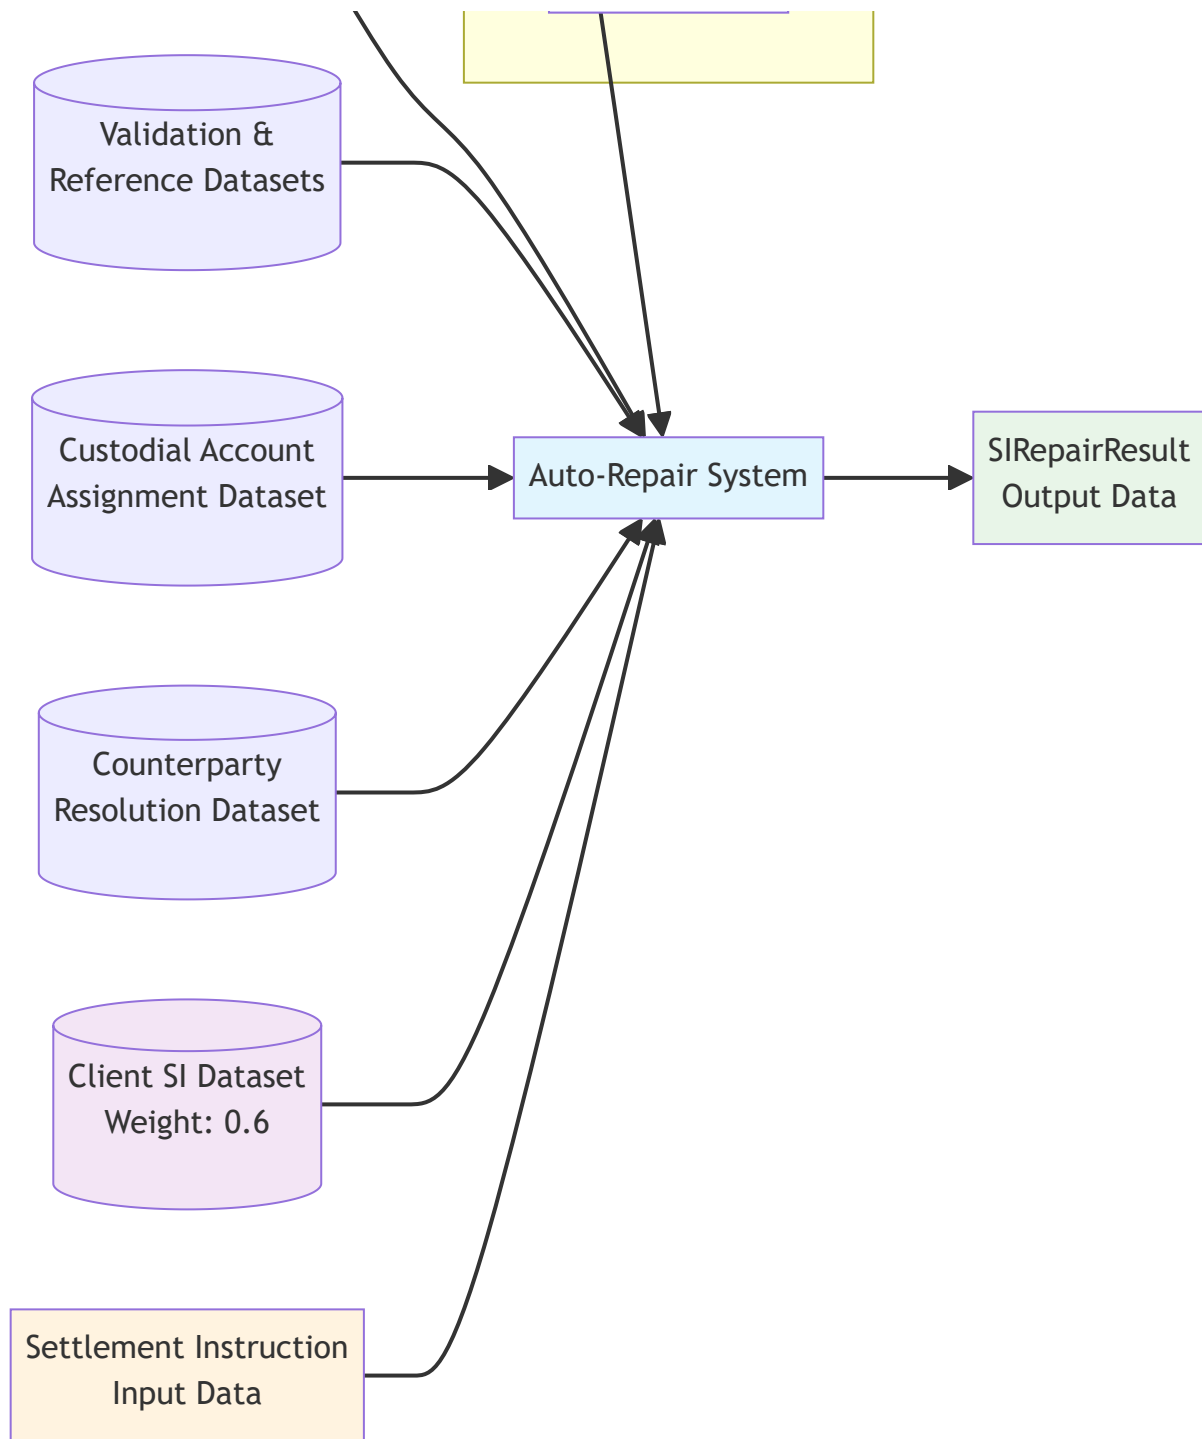 Validation &
Reference Datasets
Custodial Account
Assignment Dataset
Auto-Repair System
SIRepairResult
Output Data
Counterparty
Resolution Dataset
Client SI Dataset
Weight: 0.6
Settlement Instruction
Input Data